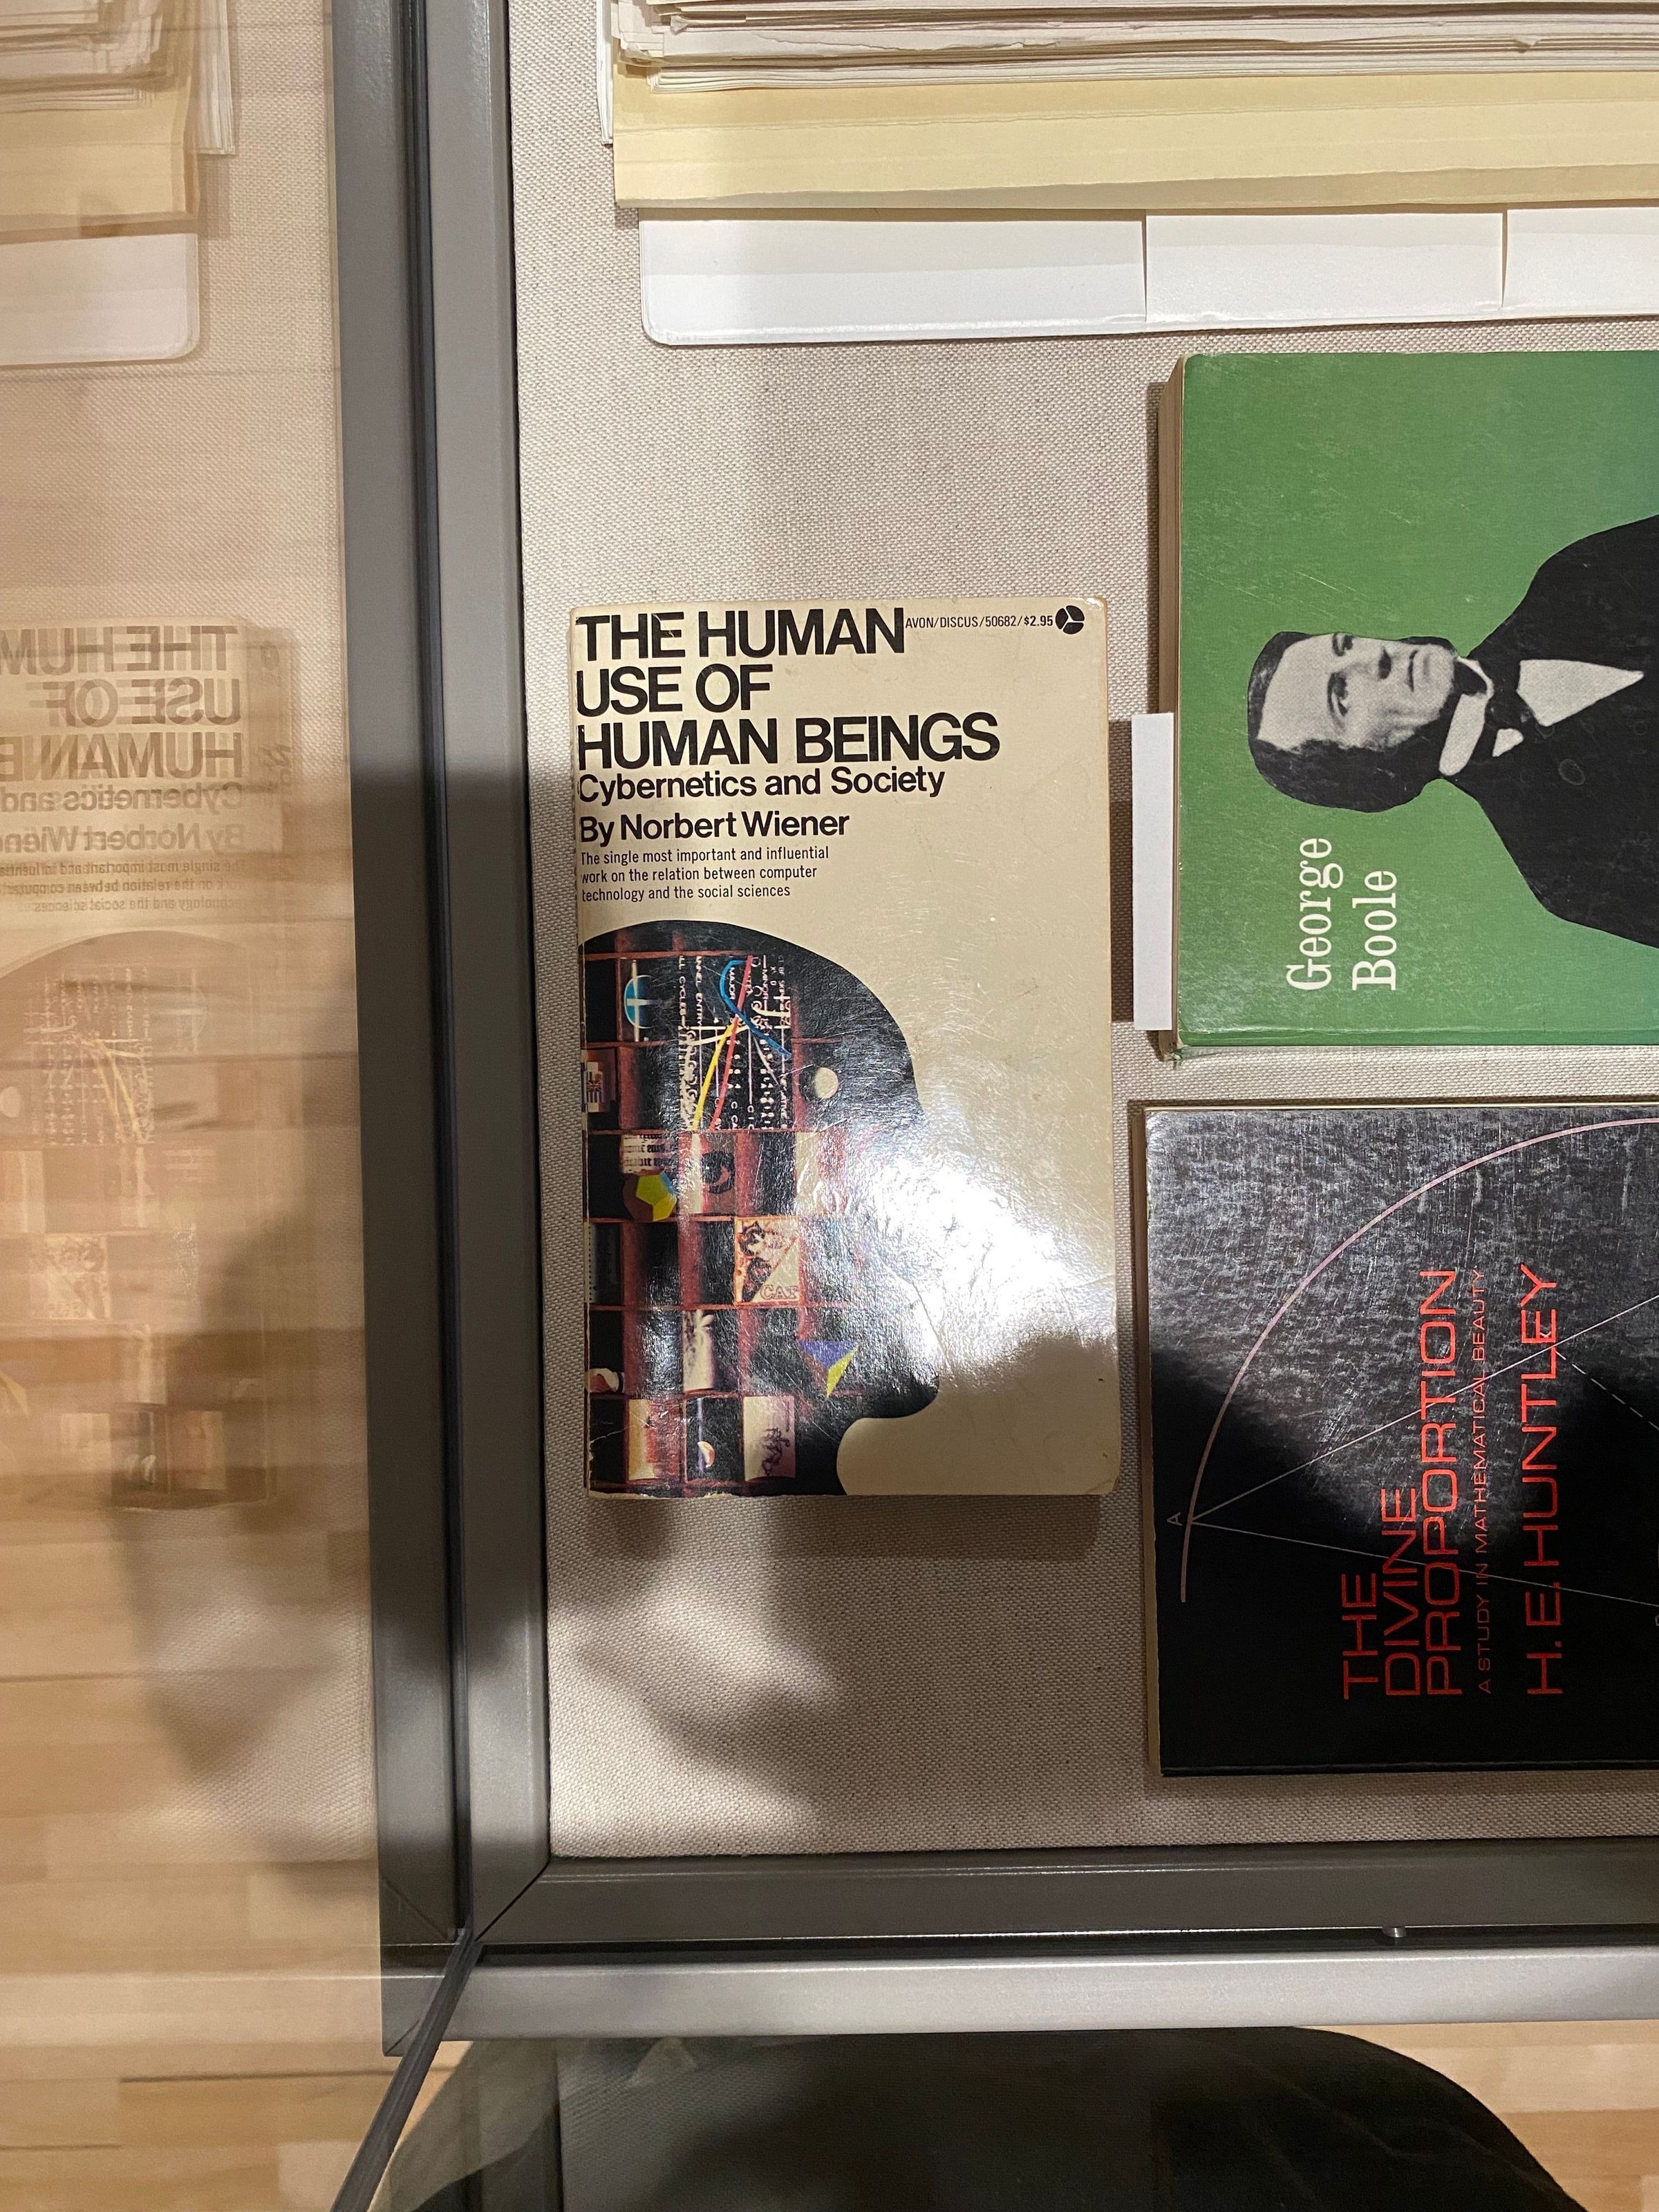 THE HUMAN
USE OF
HUMAN BEINGS
AVON/DISCUS/50682/$2.95
Cybernetics and Society
By Norbert Wiener
The single most important and influential
work on the relation between computer
technology and the social sciences
CAT
George
Boole
A
THE
DIVINE
PROPORTION
A STUDY IN MATHEMATICAL BEAUTY
H.E. HUNTLEY